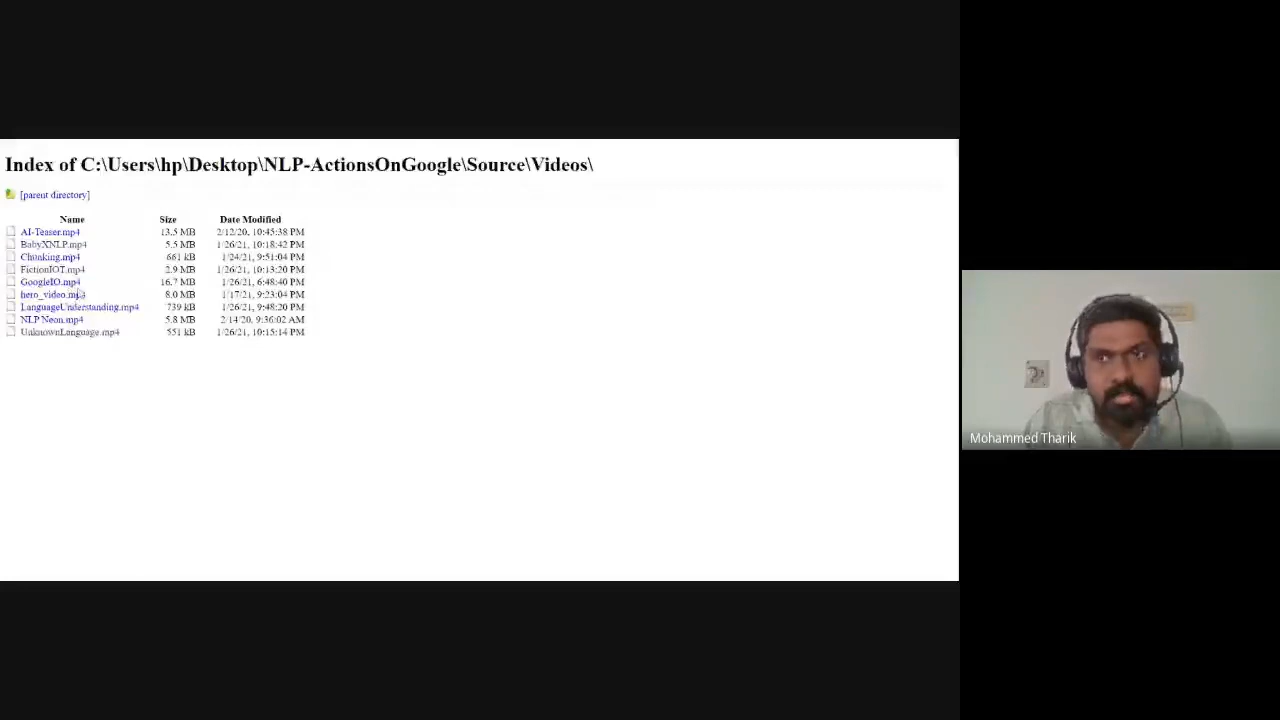 Index of C:\Users\hp\Desktop\NLP-ActionsOnGoogle\Source\Videos\
[parent directory]
Name Size Date Modified
AI-Teaser.mp4 13.5 MB 2/12/20, 10:45:38 PM
BabyXNLP.mp4 5.5 MB 1/26/21, 10:18:42 PM
Chunking.mp4 661 kB 1/24/21, 9:51:04 PM
FictionIOT.mp4 2.9 MB 1/26/21, 10:13:20 PM
GoogleIO.mp4 16.7 MB 1/26/21, 6:48:40 PM
hero_video.mp4 8.0 MB 1/17/21, 9:23:04 PM
LanguageUnderstanding.mp4 739 kB 1/26/21, 9:48:20 PM
NLP Neon.mp4 5.8 MB 2/14/20, 9:36:02 AM
UnknownLanguage.mp4 551 kB 1/26/21, 10:15:14 PM
Mohammed Tharik